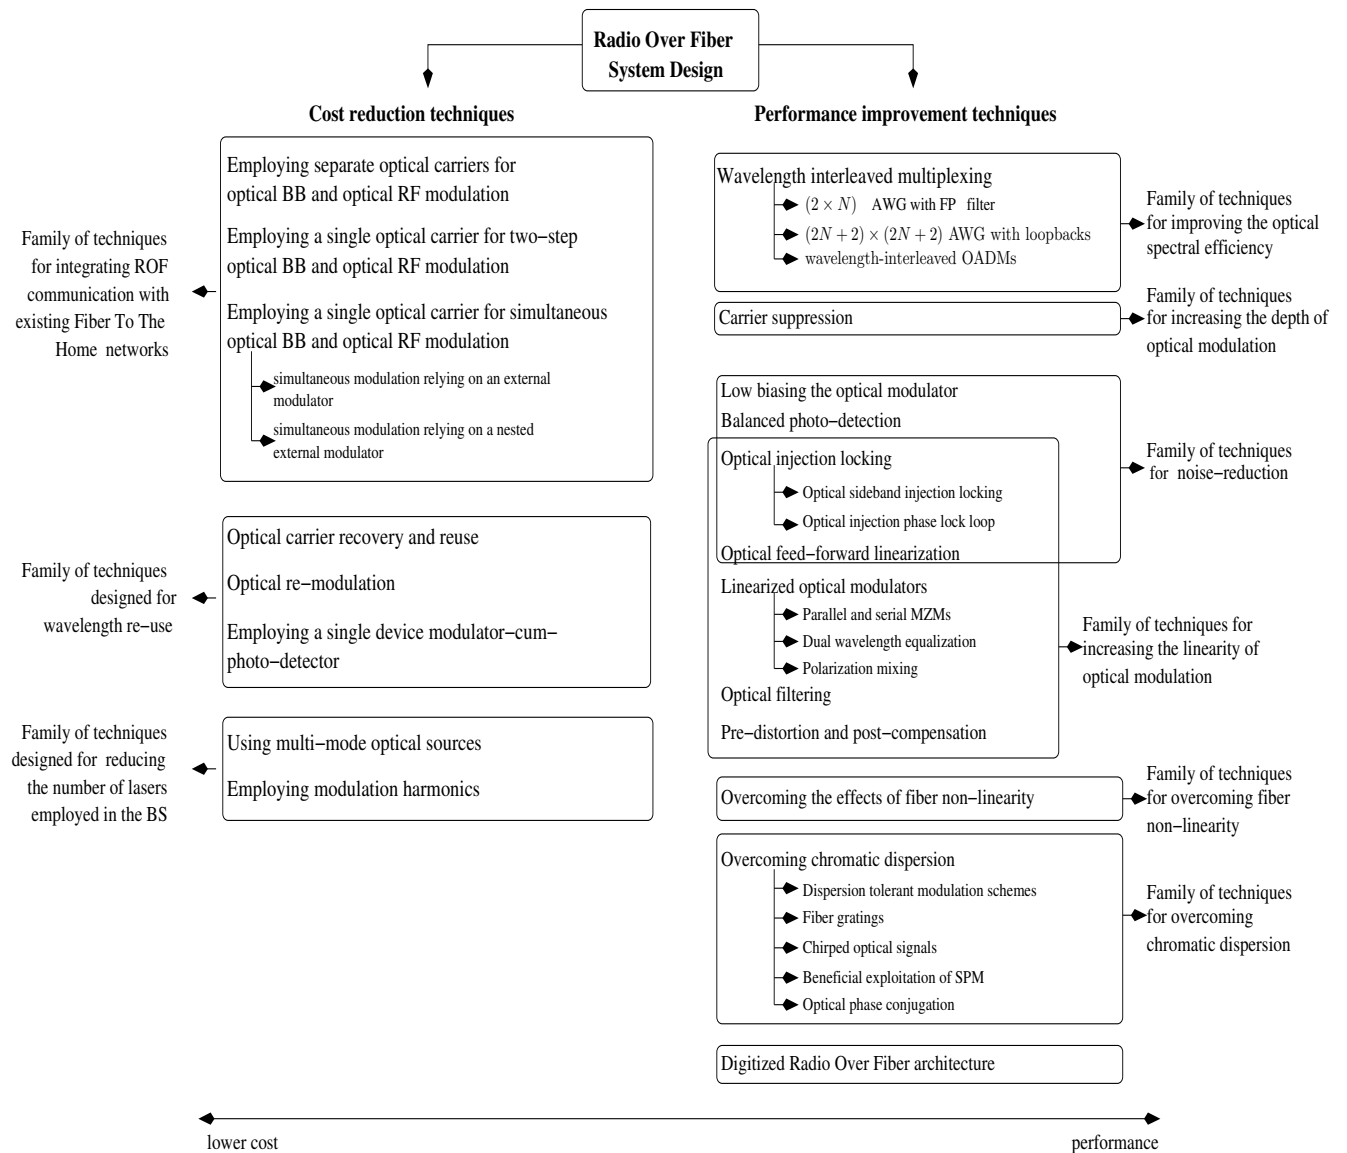 Radio Over Fiber
System Design
Cost reduction techniques
Employing separate optical carriers for
optical BB and optical RF modulation
Employing a single optical carrier for two−step
optical BB and optical RF modulation
Employing a single optical carrier for simultaneous
optical BB and optical RF modulation
simultaneous modulation relying on an external
modulator
simultaneous modulation relying on a nested
external modulator
Family of techniques
for integrating ROF
communication with
existing Fiber To The
Home networks
Optical carrier recovery and reuse
Optical re−modulation
Employing a single device modulator−cum−
photo−detector
Family of techniques
designed for
wavelength re−use
Using multi−mode optical sources
Employing modulation harmonics
Family of techniques
designed for reducing
the number of lasers
employed in the BS
Performance improvement techniques
Wavelength interleaved multiplexing
(2 × N) AWG with FP filter
(2N + 2) × (2N + 2) AWG with loopbacks
wavelength-interleaved OADMs
Family of techniques
for improving the optical
spectral efficiency
Carrier suppression
Family of techniques
for increasing the depth of
optical modulation
Low biasing the optical modulator
Balanced photo−detection
Optical injection locking
Optical sideband injection locking
Optical injection phase lock loop
Optical feed−forward linearization
Family of techniques
for noise−reduction
Linearized optical modulators
Parallel and serial MZMs
Dual wavelength equalization
Polarization mixing
Optical filtering
Pre−distortion and post−compensation
Family of techniques for
increasing the linearity of
optical modulation
Overcoming the effects of fiber non−linearity
Family of techniques
for overcoming fiber
non−linearity
Overcoming chromatic dispersion
Dispersion tolerant modulation schemes
Fiber gratings
Chirped optical signals
Beneficial exploitation of SPM
Optical phase conjugation
Family of techniques
for overcoming
chromatic dispersion
Digitized Radio Over Fiber architecture
lower cost
performance